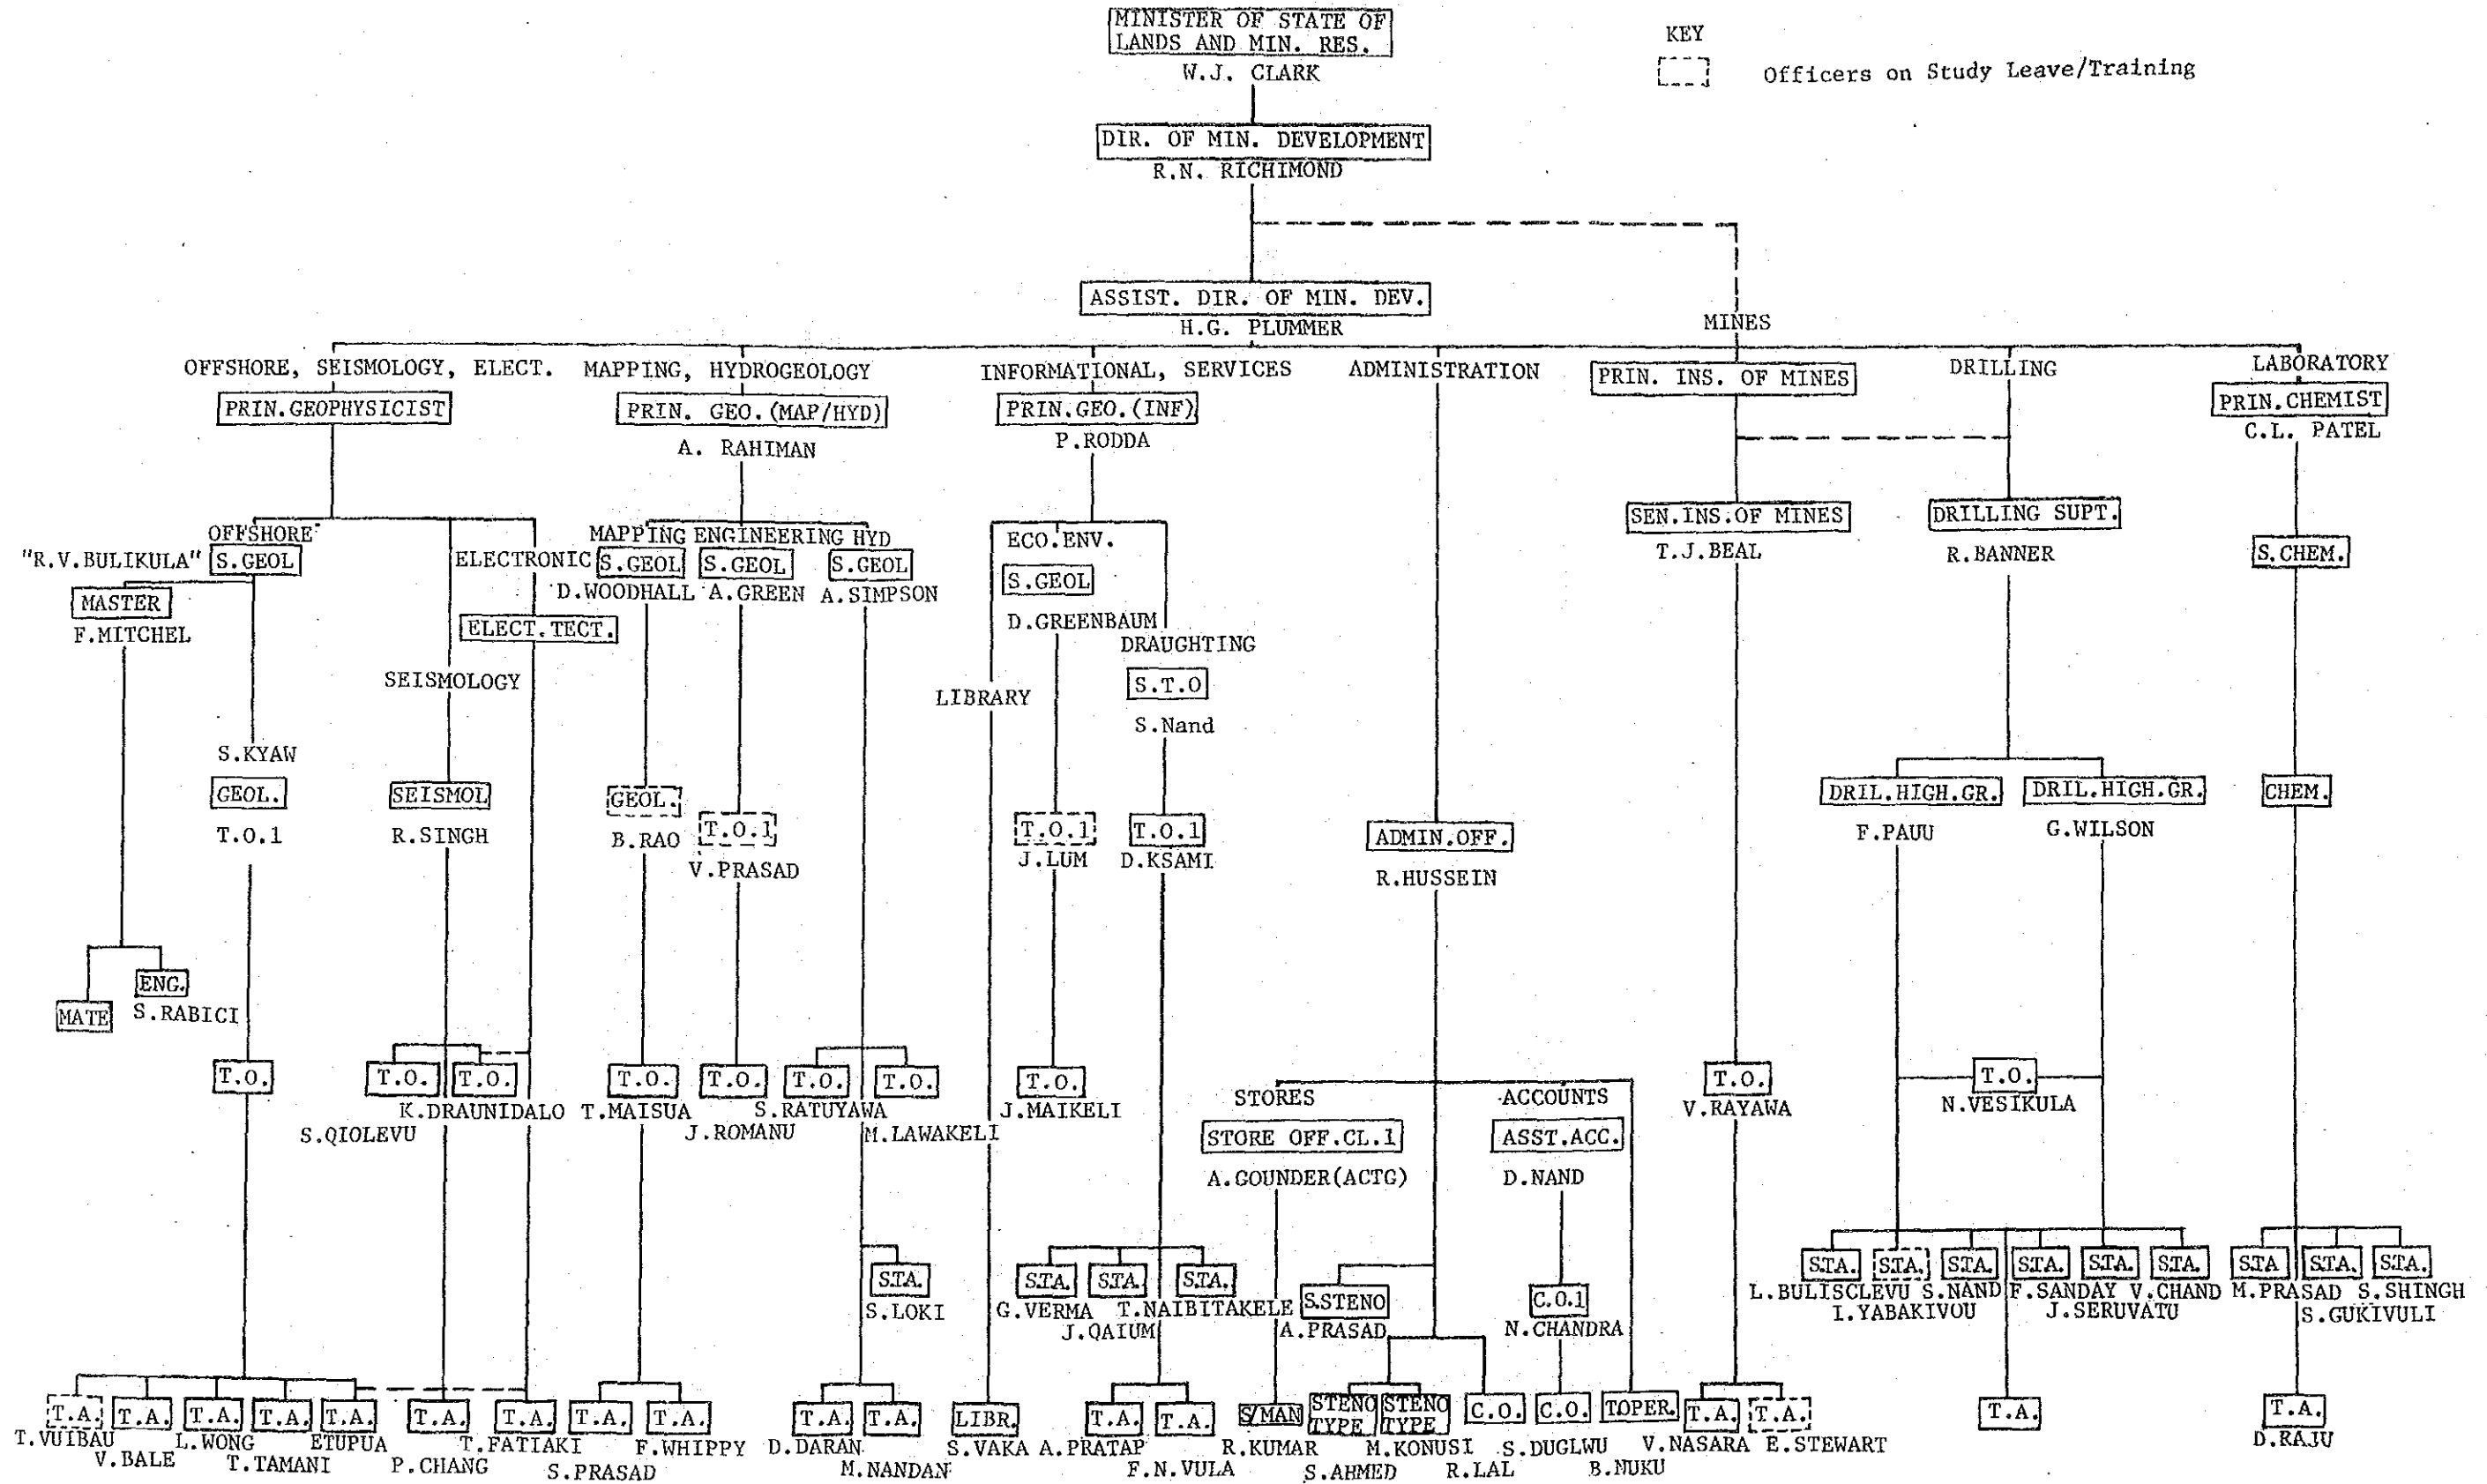 MINISTER OF STATE OF
LANDS AND MIN. RES.
W.J. CLARK
KEY
Officers on Study Leave/Training
DIR. OF MIN. DEVELOPMENT
R.N. RICHIMOND
ASSIST. DIR. OF MIN. DEV.
H.G. PLUMMER
MINES
OFFSHORE, SEISMOLOGY, ELECT.
MAPPING, HYDROGEOLOGY
INFORMATIONAL, SERVICES
ADMINISTRATION
PRIN. INS. OF MINES
DRILLING
LABORATORY
PRIN.GEOPHYSICIST
PRIN. GEO.(MAP/HYD)
A. RAHIMAN
PRIN.GEO.(INF)
P.RODDA
PRIN.CHEMIST
C.L. PATEL
SEN.INS.OF MINES
T.J.BEAL
DRILLING SUPT.
R.BANNER
S.CHEM.
OFFSHORE
"R.V.BULIKULA"
S.GEOL
MASTER
F.MITCHEL
ELECTRONIC
ELECT.TECT.
MAPPING ENGINEERING HYD
S.GEOL
S.GEOL
S.GEOL
D.WOODHALL
A.GREEN
A.SIMPSON
ECO.ENV.
S.GEOL
D.GREENBAUM
DRAUGHTING
S.T.O
S.Nand
SEISMOLOGY
LIBRARY
S.KYAW
GEOL.
T.O.1
SEISMOL
R.SINGH
GEOL.
B.RAO
T.O.1
V.PRASAD
T.O.1
J.LUM
T.O.1
D.KSAMI
ADMIN.OFF.
R.HUSSEIN
DRIL.HIGH.GR.
F.PAUU
DRIL.HIGH.GR.
G.WILSON
CHEM.
ENG.
S.RABICI
MATE
T.O.
T.O.
T.O.
K.DRAUNIDALO
S.QIOLEVU
T.O.
T.MAISUA
T.O.
J.ROMANU
T.O.
S.RATUYAWA
T.O.
M.LAWAKELI
T.O.
J.MAIKELI
STORES
STORE OFF.CL.1
A.GOUNDER(ACTG)
ACCOUNTS
ASST.ACC.
D.NAND
T.O.
V.RAYAWA
T.O.
N.VESIKULA
S.T.A.
S.LOKI
S.T.A.
S.T.A.
S.T.A.
G.VERMA
T.NAIBITAKELE
J.QAIUM
S.STENO
A.PRASAD
C.O.1
N.CHANDRA
S.T.A.
S.T.A.
S.T.A.
S.T.A.
S.T.A.
S.T.A.
L.BULISCLEVU
S.NAND
F.SANDAY
V.CHAND
I.YABAKIVOU
J.SERUVATU
S.T.A
S.T.A.
S.T.A.
M.PRASAD
S.SHINGH
S.GUKIVULI
T.A.
T.A.
T.A.
T.A.
T.A.
T.A.
T.A.
T.A.
T.A.
T.VUIBAU
L.WONG
ETUPUA
T.FATIAKI
F.WHIPPY
V.BALE
T.TAMANI
P.CHANG
S.PRASAD
T.A.
T.A.
D.DARAN
M.NANDAN
LIBR.
S.VAKA
T.A.
T.A.
A.PRATAP
F.N.VULA
S/MAN
R.KUMAR
STENO
TYPE
STENO
TYPE
M.KONUSI
S.AHMED
C.O.
R.LAL
C.O.
S.DUGLWU
TOPER.
B.NUKU
T.A.
T.A.
V.NASARA
E.STEWART
T.A.
T.A.
D.RAJU